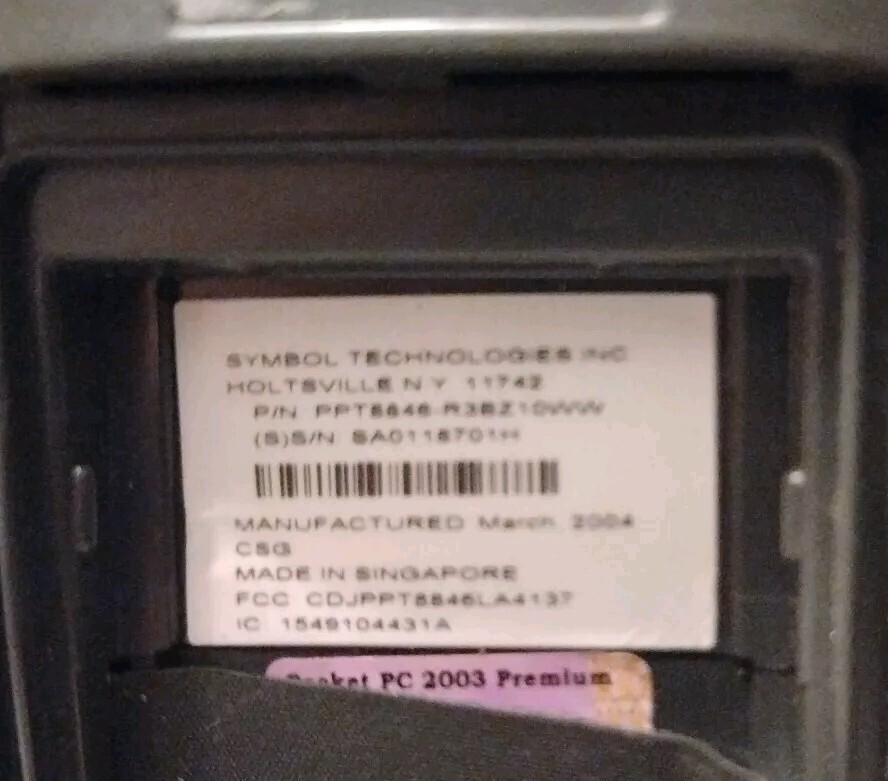 SYMBOL TECHNOLOGIES INC
HOLTSVILLE N Y 11742
P/N PPT8846-R3BZ10WW
(S)S/N
MANUFACTURED March 2004
CSG
MADE IN SINGAPORE
FCC CDJPPT8846LA4137
IC 1549104431A
Pocket PC 2003 Premium